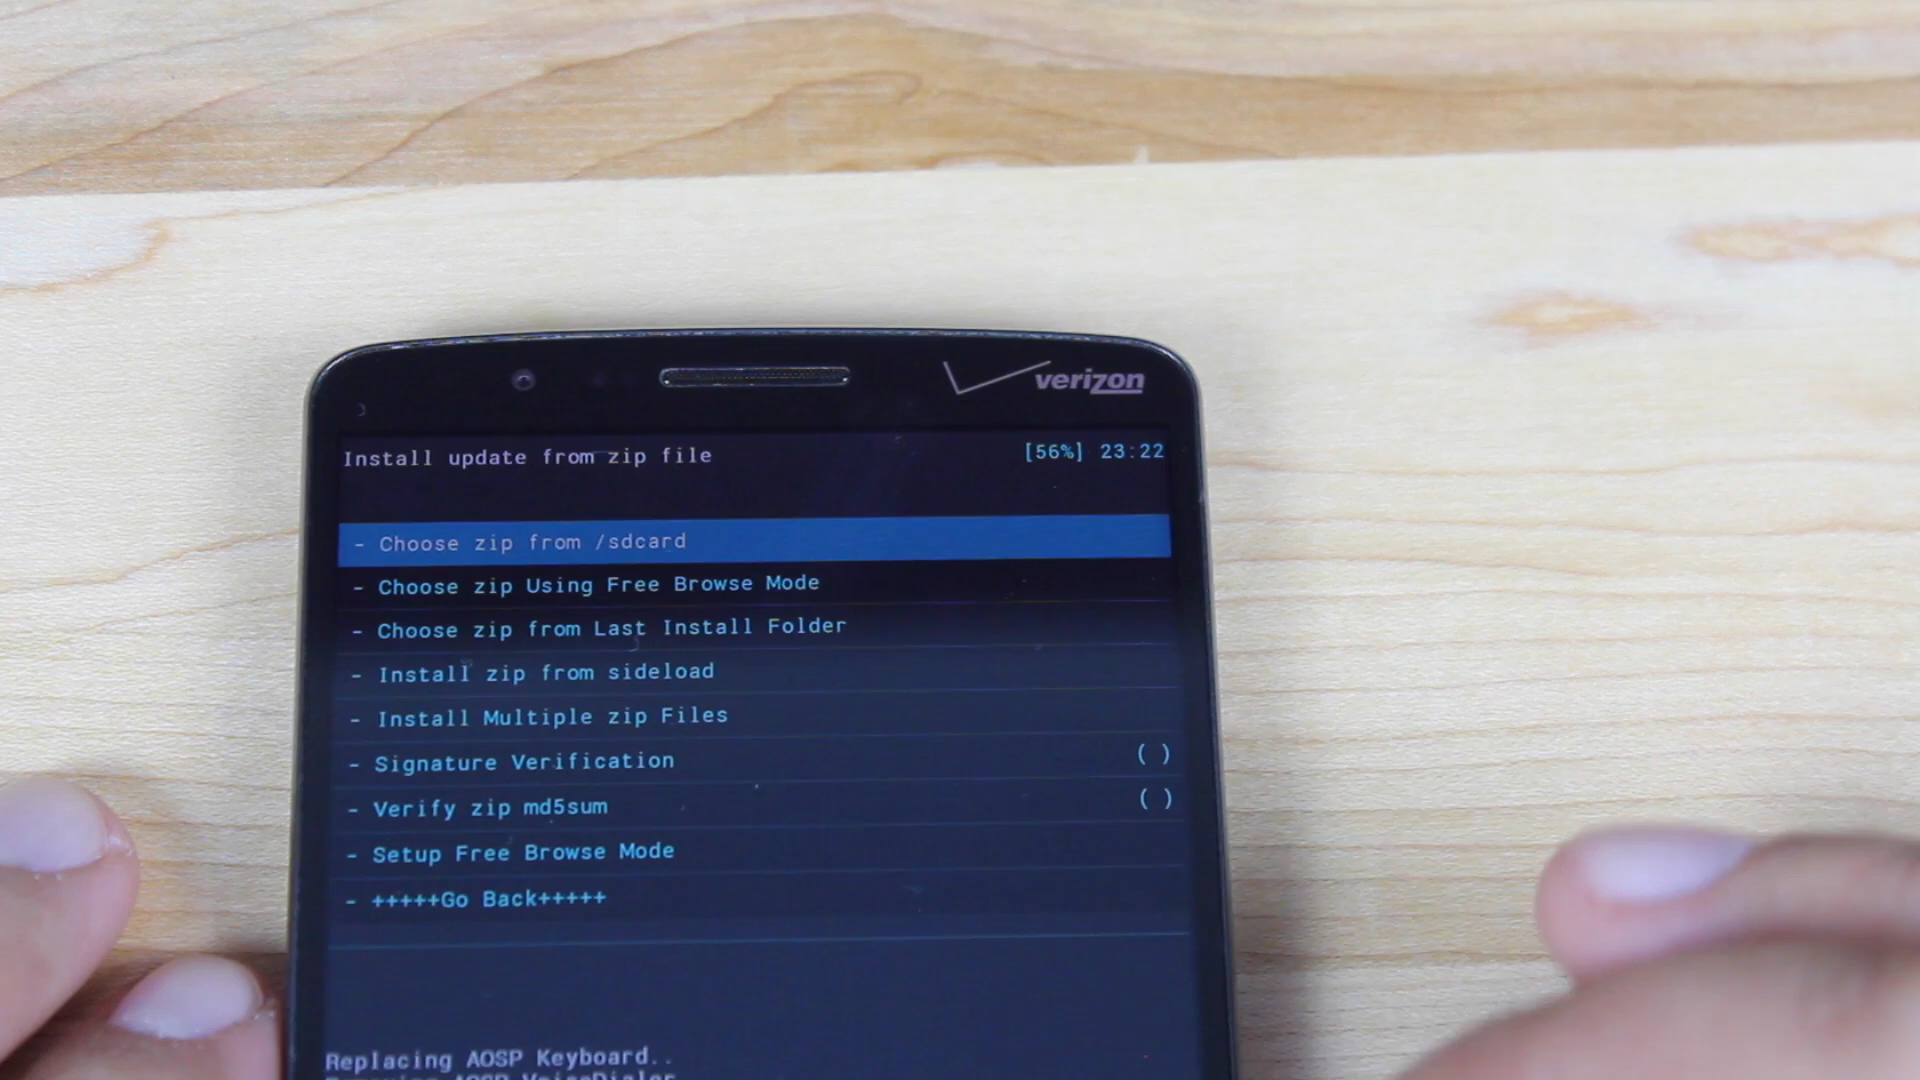 verizon
Install update from zip file [56%] 23:22
- Choose zip from /sdcard
- Choose zip Using Free Browse Mode
- Choose zip from Last Install Folder
- Install zip from sideload
- Install Multiple zip Files
- Signature Verification ( )
- Verify zip md5sum ( )
- Setup Free Browse Mode
- +++++Go Back+++++
Replacing AOSP Keyboard..
AOSP VoiceDialer